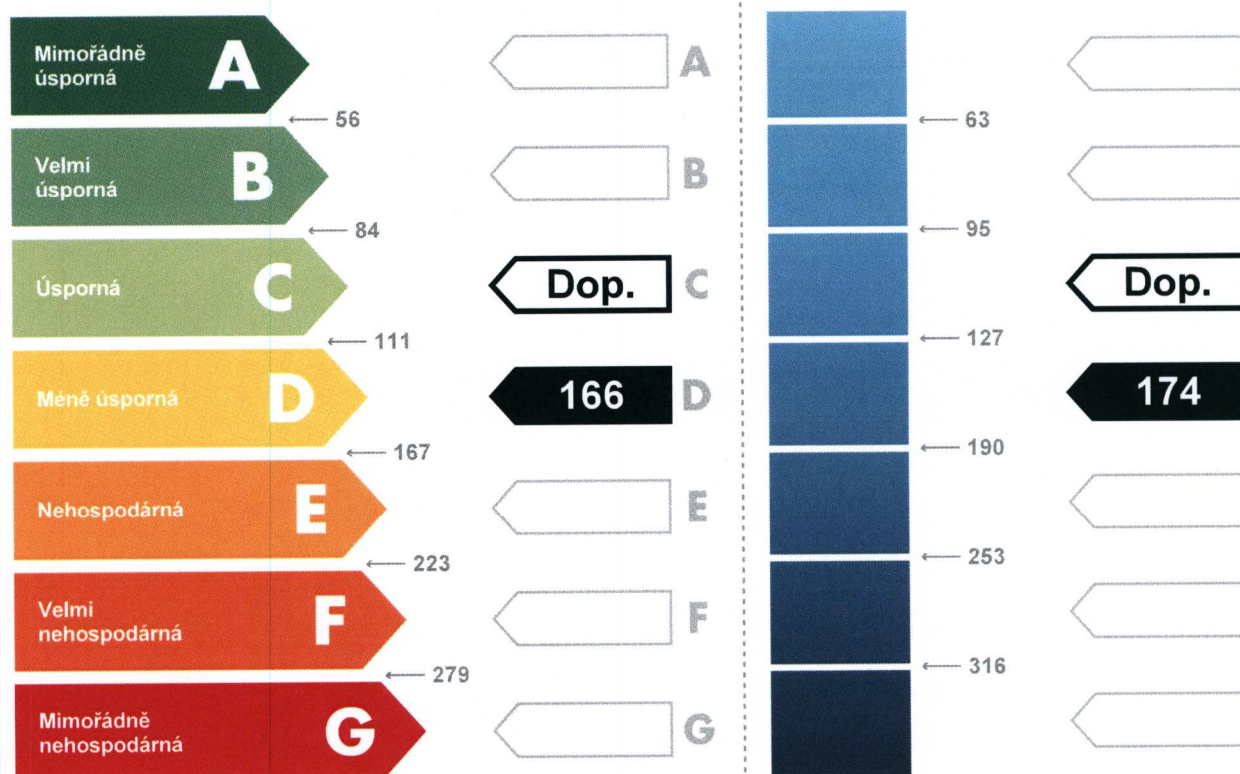 Mimořádně
úsporná
A
A
56
63
Velmi
úsporná
B
B
84
95
Úsporná
C
Dop.
C
Dop.
111
127
Méně úsporná
D
166
D
174
167
190
Nehospodárná
E
E
223
253
Velmi
nehospodárná
F
F
279
316
Mimořádně
nehospodárná
G
G